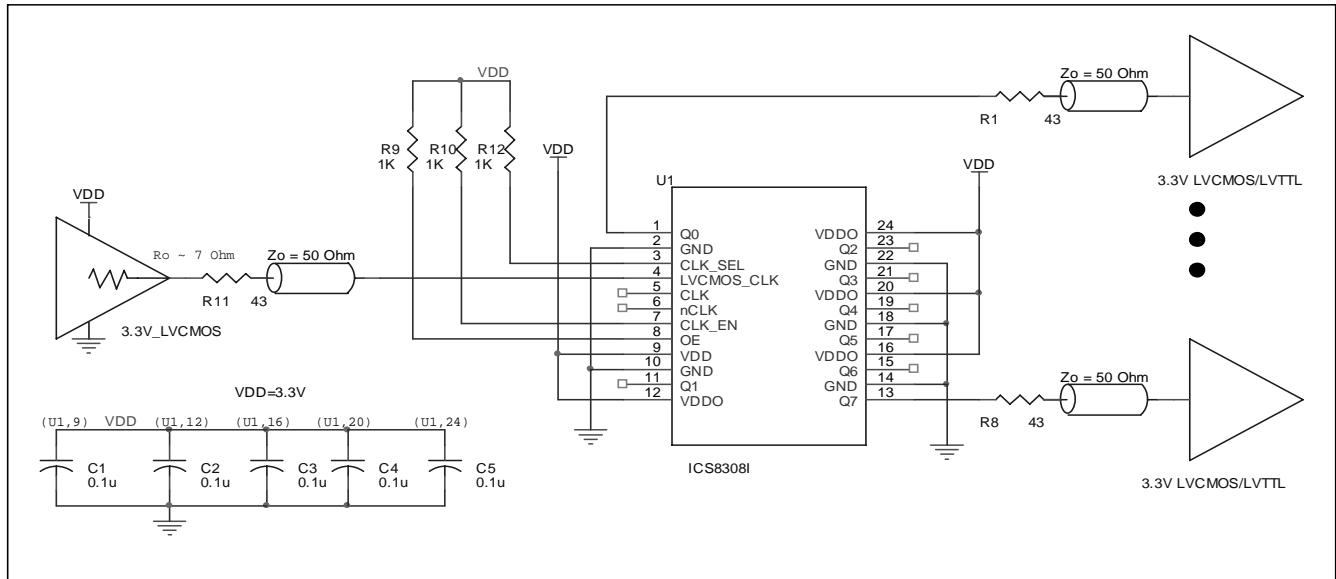 VDD
Zo = 50 Ohm
R1 43
3.3V LVCMOS/LVTTL
R9
1K
R10
1K
R12
1K
VDD
VDD
VDD
Ro ~ 7 Ohm
Zo = 50 Ohm
R11 43
3.3V_LVCMOS
U1
1 Q0
2 GND
3 CLK_SEL
4 LVCMOS_CLK
5 CLK
6 nCLK
7 CLK_EN
8 OE
9 VDD
10 GND
11 Q1
12 VDDO
24 VDDO
23 Q2
22 GND
21 Q3
20 VDDO
19 Q4
18 GND
17 Q5
16 VDDO
15 Q6
14 GND
13 Q7
ICS8308I
Zo = 50 Ohm
R8 43
3.3V LVCMOS/LVTTL
VDD=3.3V
(U1,9) VDD (U1,12) (U1,16) (U1,20) (U1,24)
C1
0.1u
C2
0.1u
C3
0.1u
C4
0.1u
C5
0.1u